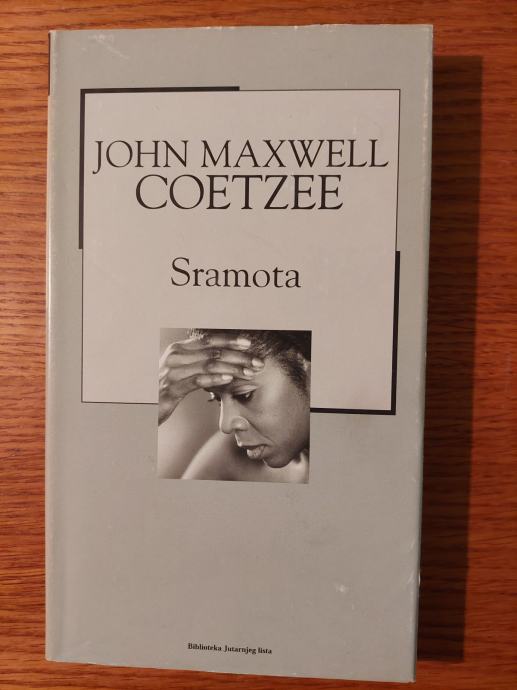 JOHN MAXWELL
COETZEE
Sramota
Biblioteka Jutarnjeg lista